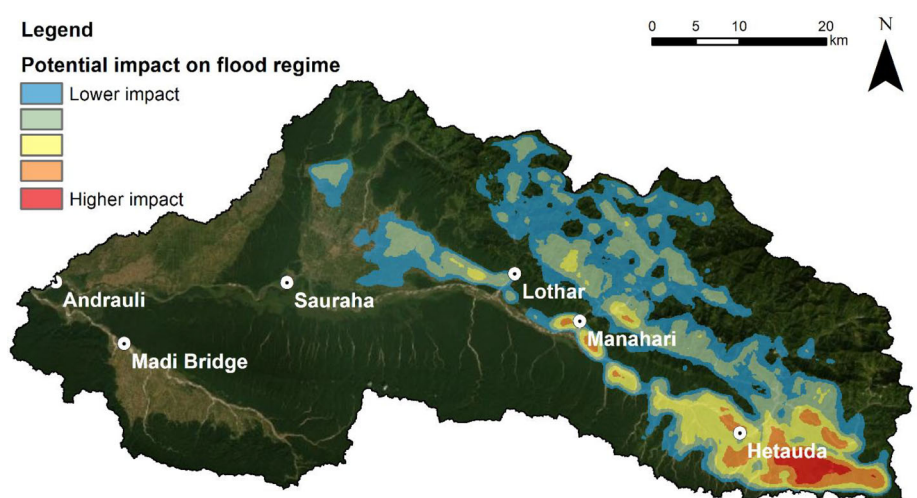 Legend
Potential impact on flood regime
Lower impact
Higher impact
0 5 10 20
km
N
Andrauli
Sauraha
Lothar
Madi Bridge
Manahari
Hetauda